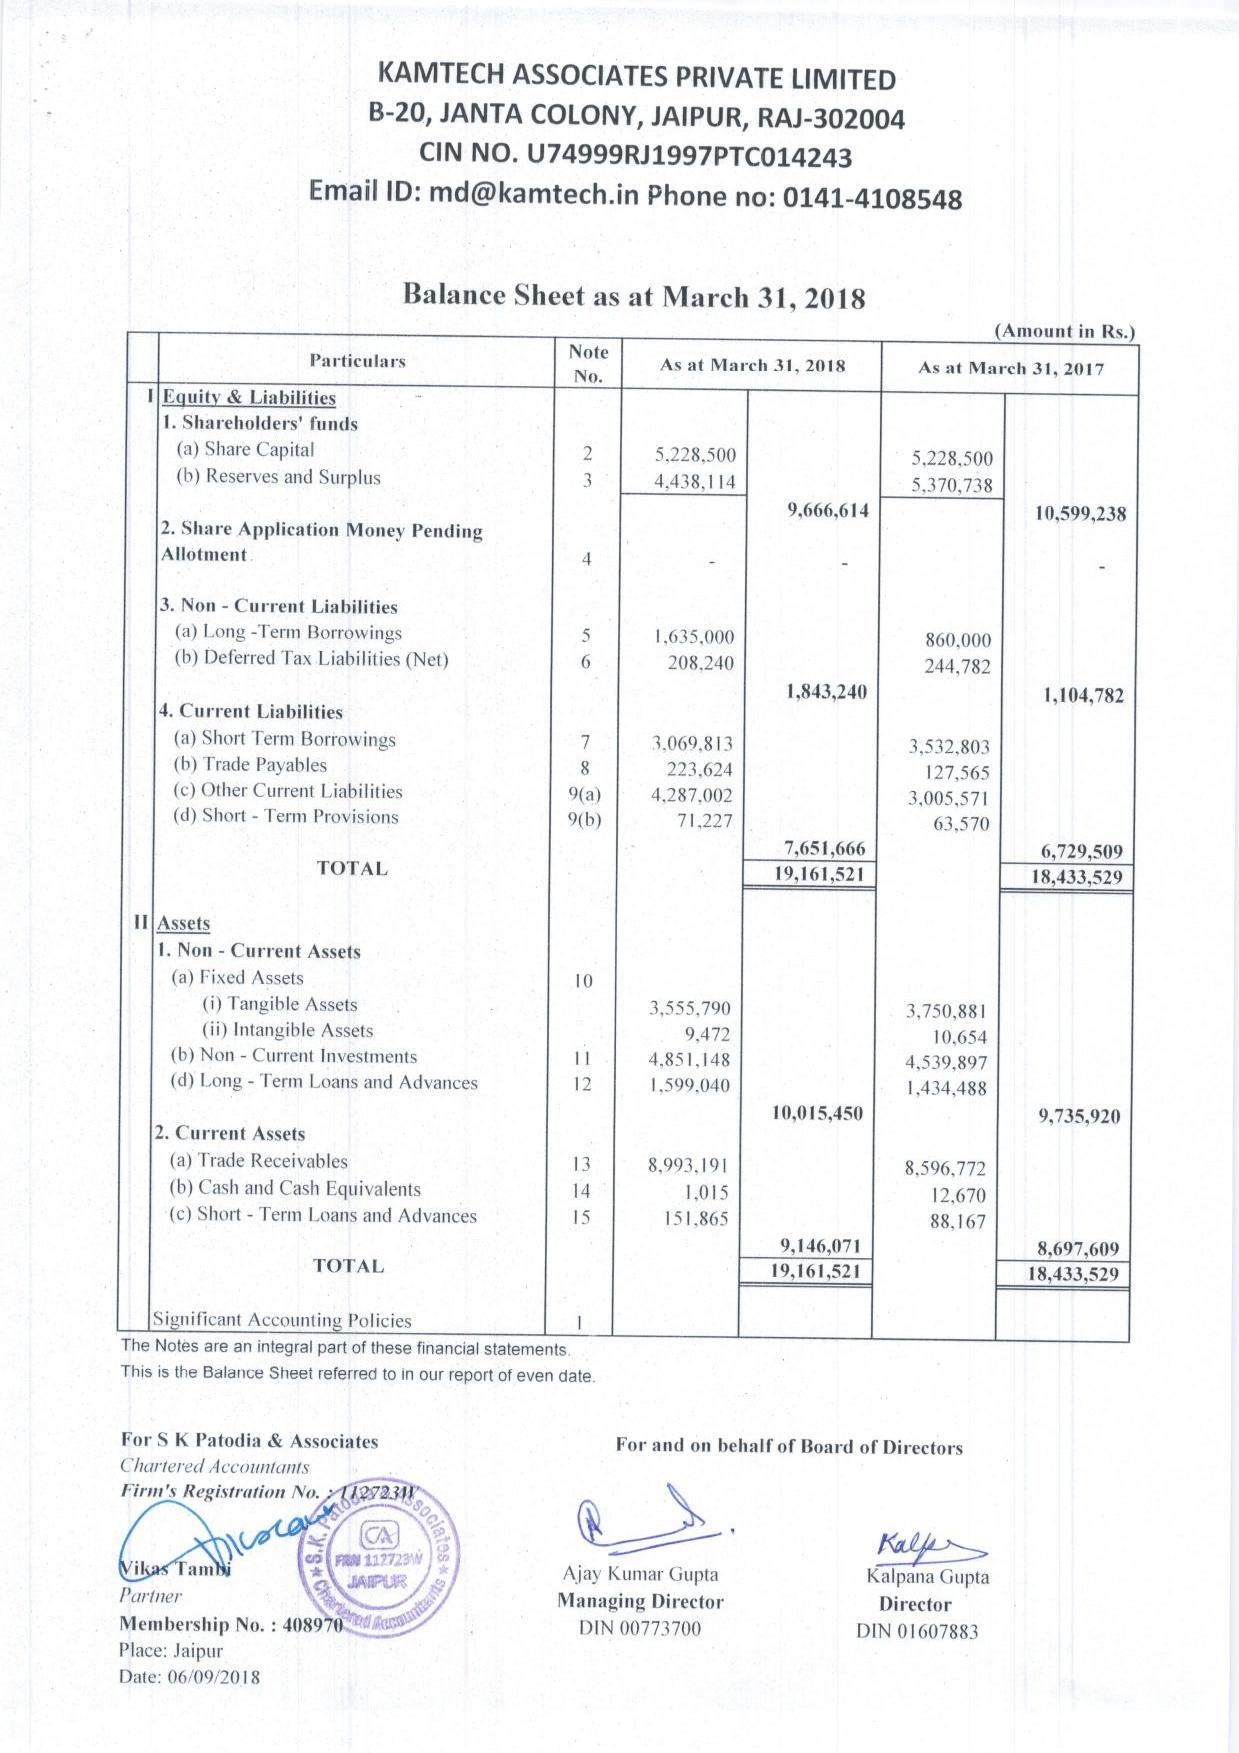 KAMTECH ASSOCIATES PRIVATE LIMITED
B-20, JANTA COLONY, JAIPUR, RAJ-302004
CIN NO. U74999RJ1997PTC014243
Email ID: md@kamtech.in Phone no: 0141-4108548
Balance Sheet as at March 31, 2018
(Amount in Rs.)
Particulars Note No. As at March 31, 2018 As at March 31, 2017
I Equity & Liabilities
1. Shareholders' funds
(a) Share Capital 2 5,228,500 5,228,500
(b) Reserves and Surplus 3 4,438,114 5,370,738
9,666,614 10,599,238
2. Share Application Money Pending
Allotment 4 - - -
3. Non - Current Liabilities
(a) Long -Term Borrowings 5 1,635,000 860,000
(b) Deferred Tax Liabilities (Net) 6 208,240 244,782
1,843,240 1,104,782
4. Current Liabilities
(a) Short Term Borrowings 7 3,069,813 3,532,803
(b) Trade Payables 8 223,624 127,565
(c) Other Current Liabilities 9(a) 4,287,002 3,005,571
(d) Short - Term Provisions 9(b) 71,227 63,570
7,651,666 6,729,509
TOTAL 19,161,521 18,433,529
II Assets
1. Non - Current Assets
(a) Fixed Assets 10
(i) Tangible Assets 3,555,790 3,750,881
(ii) Intangible Assets 9,472 10,654
(b) Non - Current Investments 11 4,851,148 4,539,897
(d) Long - Term Loans and Advances 12 1,599,040 1,434,488
10,015,450 9,735,920
2. Current Assets
(a) Trade Receivables 13 8,993,191 8,596,772
(b) Cash and Cash Equivalents 14 1,015 12,670
(c) Short - Term Loans and Advances 15 151,865 88,167
9,146,071 8,697,609
TOTAL 19,161,521 18,433,529
Significant Accounting Policies 1
The Notes are an integral part of these financial statements.
This is the Balance Sheet referred to in our report of even date.
For S K Patodia & Associates
Chartered Accountants
Firm's Registration No. : 112723W
Vikas Tambi
Partner
Membership No. : 408970
Place: Jaipur
Date: 06/09/2018
S.K. Patodia & Associates
CA
FRN 112723W
JAIPUR
Chartered Accountants
For and on behalf of Board of Directors
Ajay Kumar Gupta
Managing Director
DIN 00773700
Kalpana Gupta
Director
DIN 01607883